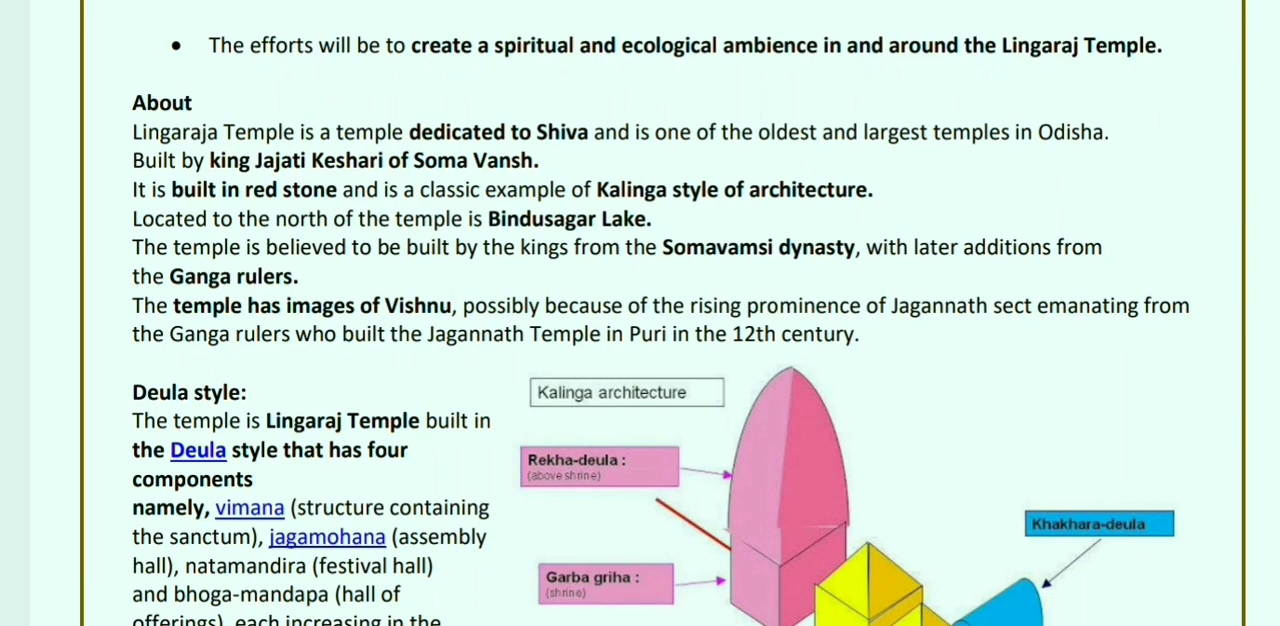 • The efforts will be to create a spiritual and ecological ambience in and around the Lingaraj Temple.
About
Lingaraja Temple is a temple dedicated to Shiva and is one of the oldest and largest temples in Odisha.
Built by king Jajati Keshari of Soma Vansh.
It is built in red stone and is a classic example of Kalinga style of architecture.
Located to the north of the temple is Bindusagar Lake.
The temple is believed to be built by the kings from the Somavamsi dynasty, with later additions from
the Ganga rulers.
The temple has images of Vishnu, possibly because of the rising prominence of Jagannath sect emanating from
the Ganga rulers who built the Jagannath Temple in Puri in the 12th century.
Deula style:
The temple is Lingaraj Temple built in
the Deula style that has four
components
namely, vimana (structure containing
the sanctum), jagamohana (assembly
hall), natamandira (festival hall)
and bhoga-mandapa (hall of
offerings), each increasing in the
Kalinga architecture
Rekha-deula :
(above shrine)
Khakhara-deula
Garba griha :
(shrine)